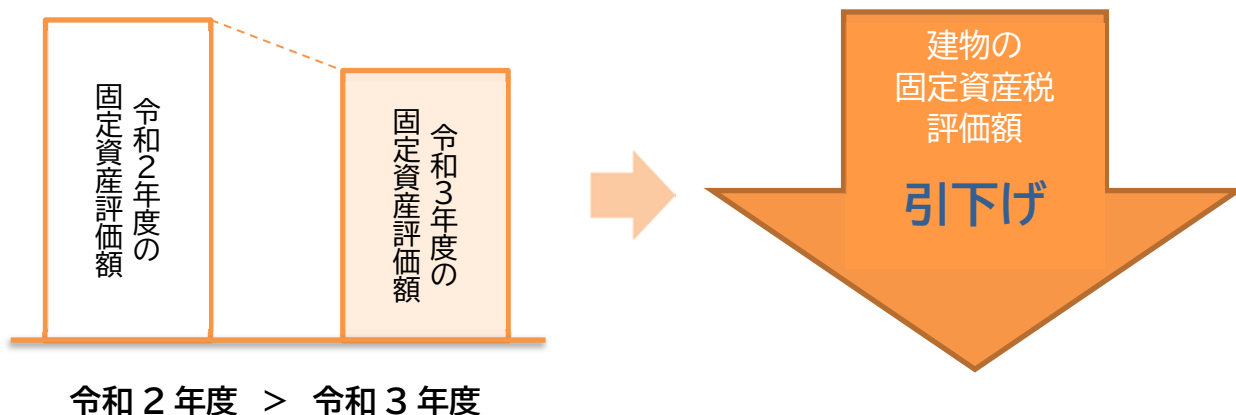 令和2年度の
固定資産評価額
令和3年度の
固定資産評価額
建物の
固定資産税
評価額
引下げ
令和 2 年度 > 令和 3 年度